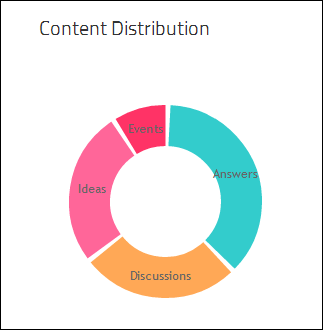 Content Distribution
Events
Answers
Ideas
Discussions